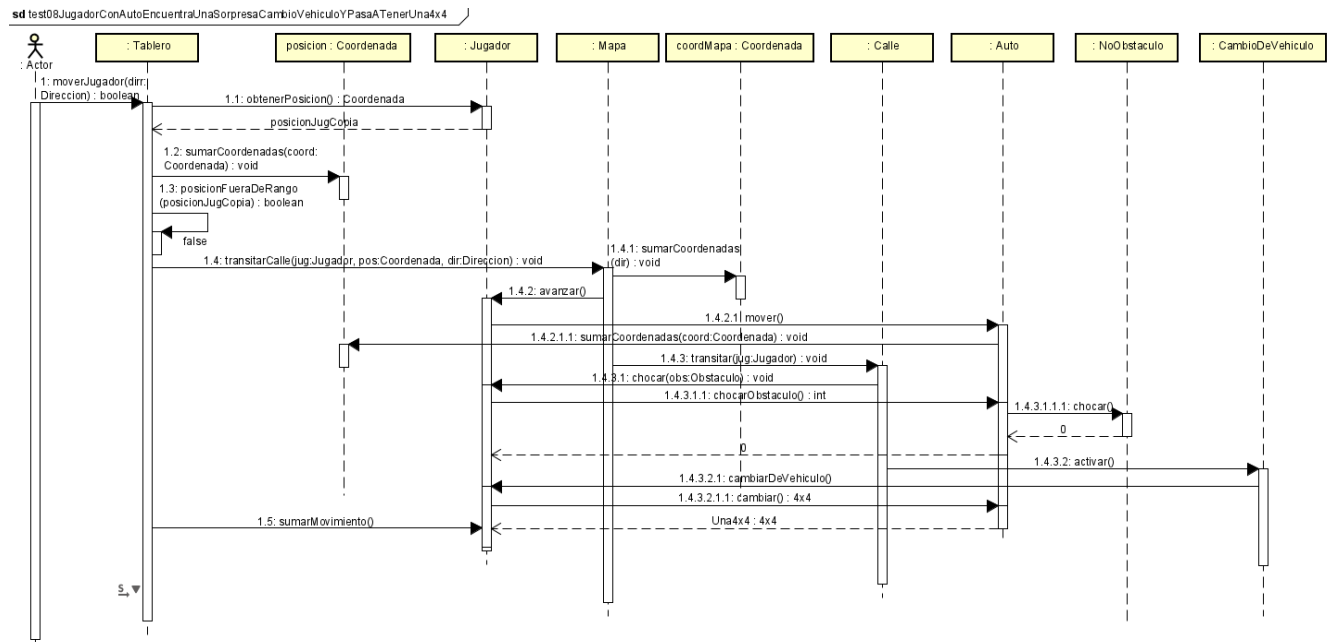 sd test08JugadorConAutoEncuentraUnaSorpresaCambioVehiculoYPasaATenerUna4x4
: Actor
: Tablero
posicion : Coordenada
: Jugador
: Mapa
coordMapa : Coordenada
: Calle
: Auto
: NoObstaculo
: CambioDeVehiculo
1: moverJugador(dirr:
Direccion) : boolean
1.1: obtenerPosicion() : Coordenada
posicionJugCopia
1.2: sumarCoordenadas(coord:
Coordenada) : void
1.3: posicionFueraDeRango
(posicionJugCopia) : boolean
false
1.4: transitarCalle(jug:Jugador, pos:Coordenada, dir:Direccion) : void
1.4.1: sumarCoordenadas
(dir) : void
1.4.2: avanzar()
1.4.2.1: mover()
1.4.2.1.1: sumarCoordenadas(coord:Coordenada) : void
1.4.3: transitar(jug:Jugador) : void
1.4.3.1: chocar(obs:Obstaculo) : void
1.4.3.1.1: chocarObstaculo() : int
1.4.3.1.1.1: chocar()
0
0
1.4.3.2: activar()
1.4.3.2.1: cambiarDeVehiculo()
1.4.3.2.1.1: cambiar() : 4x4
Una4x4 : 4x4
1.5: sumarMovimiento()
S